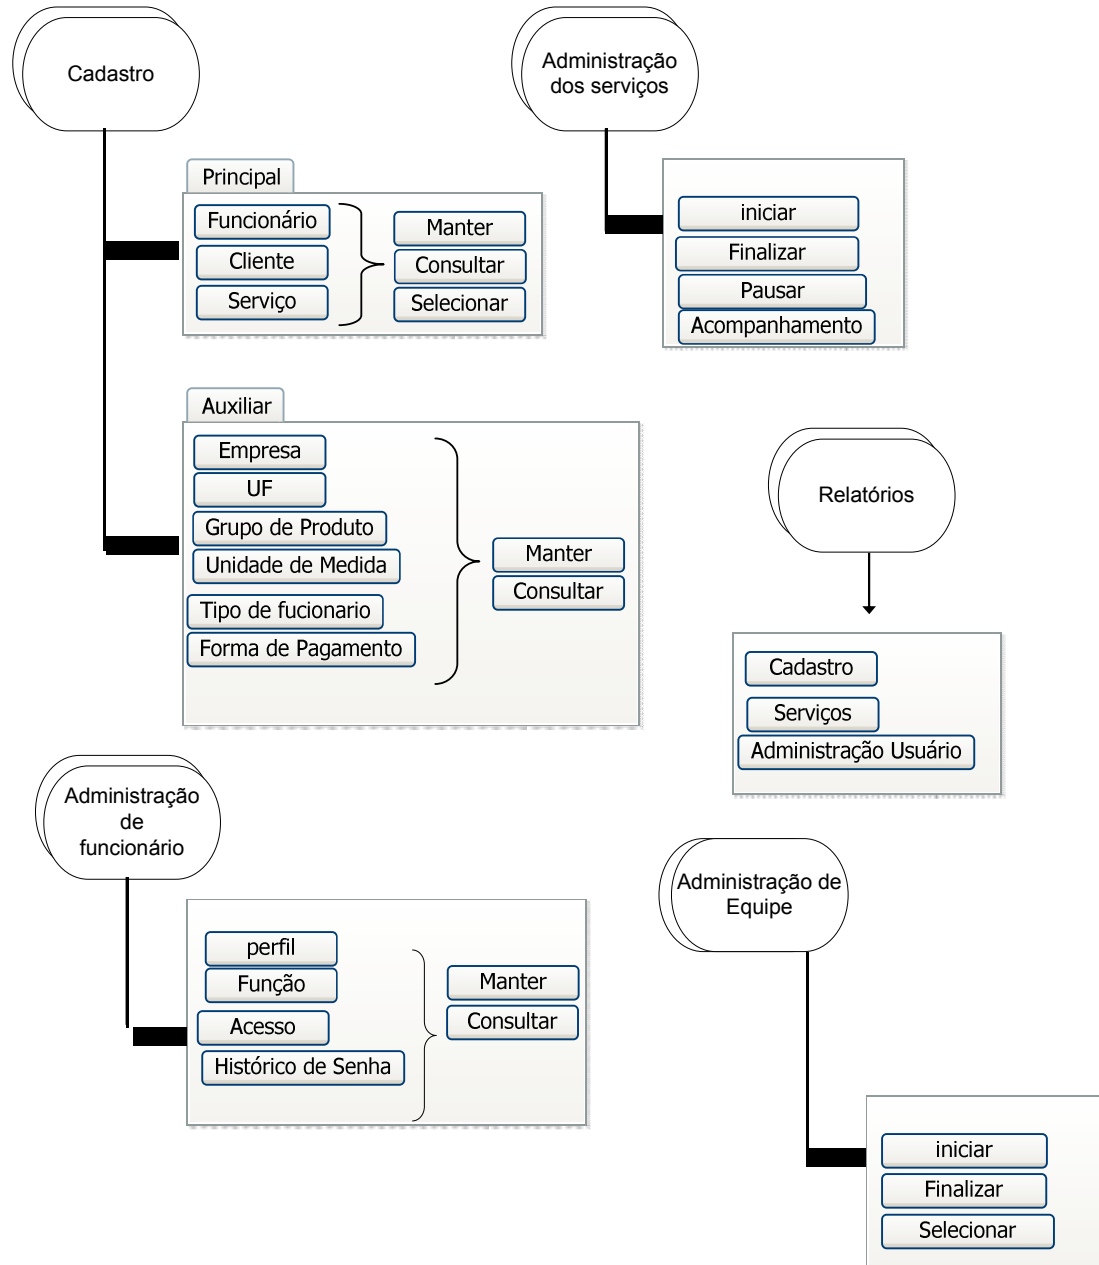 Cadastro
Principal
Funcionário
Cliente
Serviço
Manter
Consultar
Selecionar
Auxiliar
Empresa
UF
Grupo de Produto
Unidade de Medida
Tipo de fucionario
Forma de Pagamento
Manter
Consultar
Administração
dos serviços
iniciar
Finalizar
Pausar
Acompanhamento
Relatórios
Cadastro
Serviços
Administração Usuário
Administração
de
funcionário
perfil
Função
Acesso
Histórico de Senha
Manter
Consultar
Administração de
Equipe
iniciar
Finalizar
Selecionar